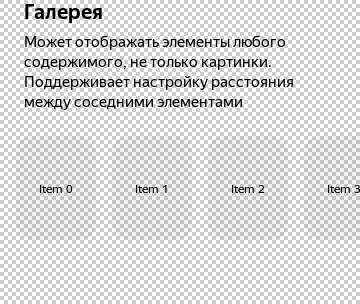 Галерея
Может отображать элементы любого
содержимого, не только картинки.
Поддерживает настройку расстояния
между соседними элементами
Item 0
Item 1
Item 2
Item 3